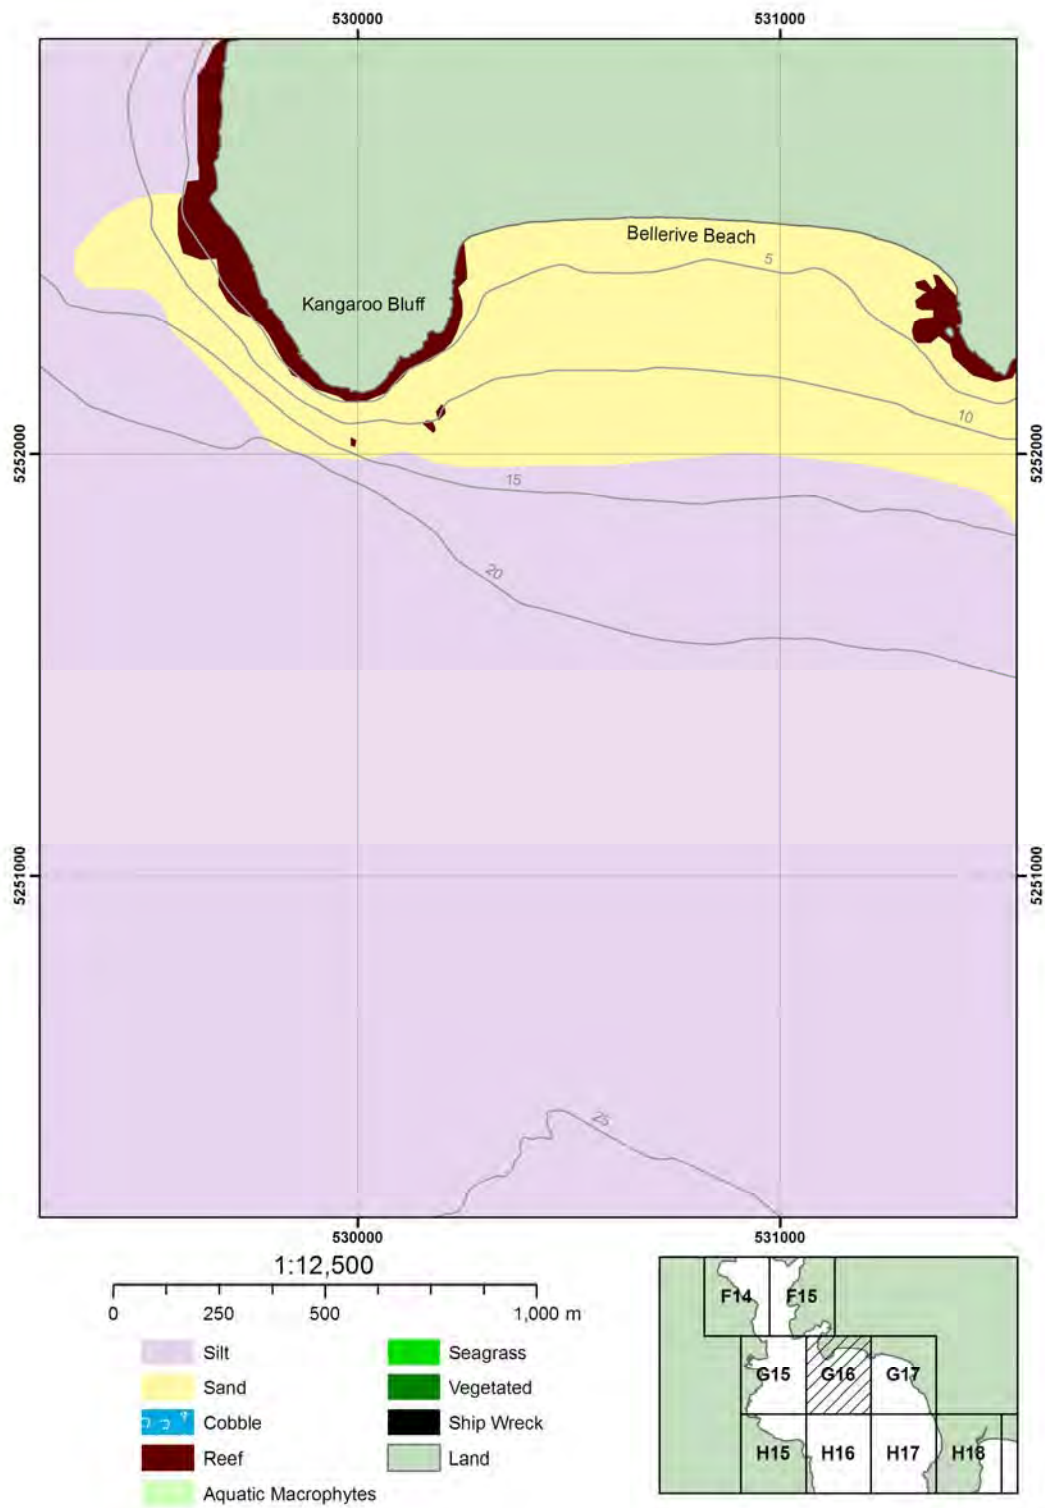 530000
531000
Bellerive Beach
5
Kangaroo Bluff
10
5252000
5252000
15
20
5251000
5251000
25
530000
531000
1:12,500
0 250 500 1,000 m
Silt
Sand
Cobble
Reef
Aquatic Macrophytes
Seagrass
Vegetated
Ship Wreck
Land
F14 F15
G15 G16 G17
H15 H16 H17 H18